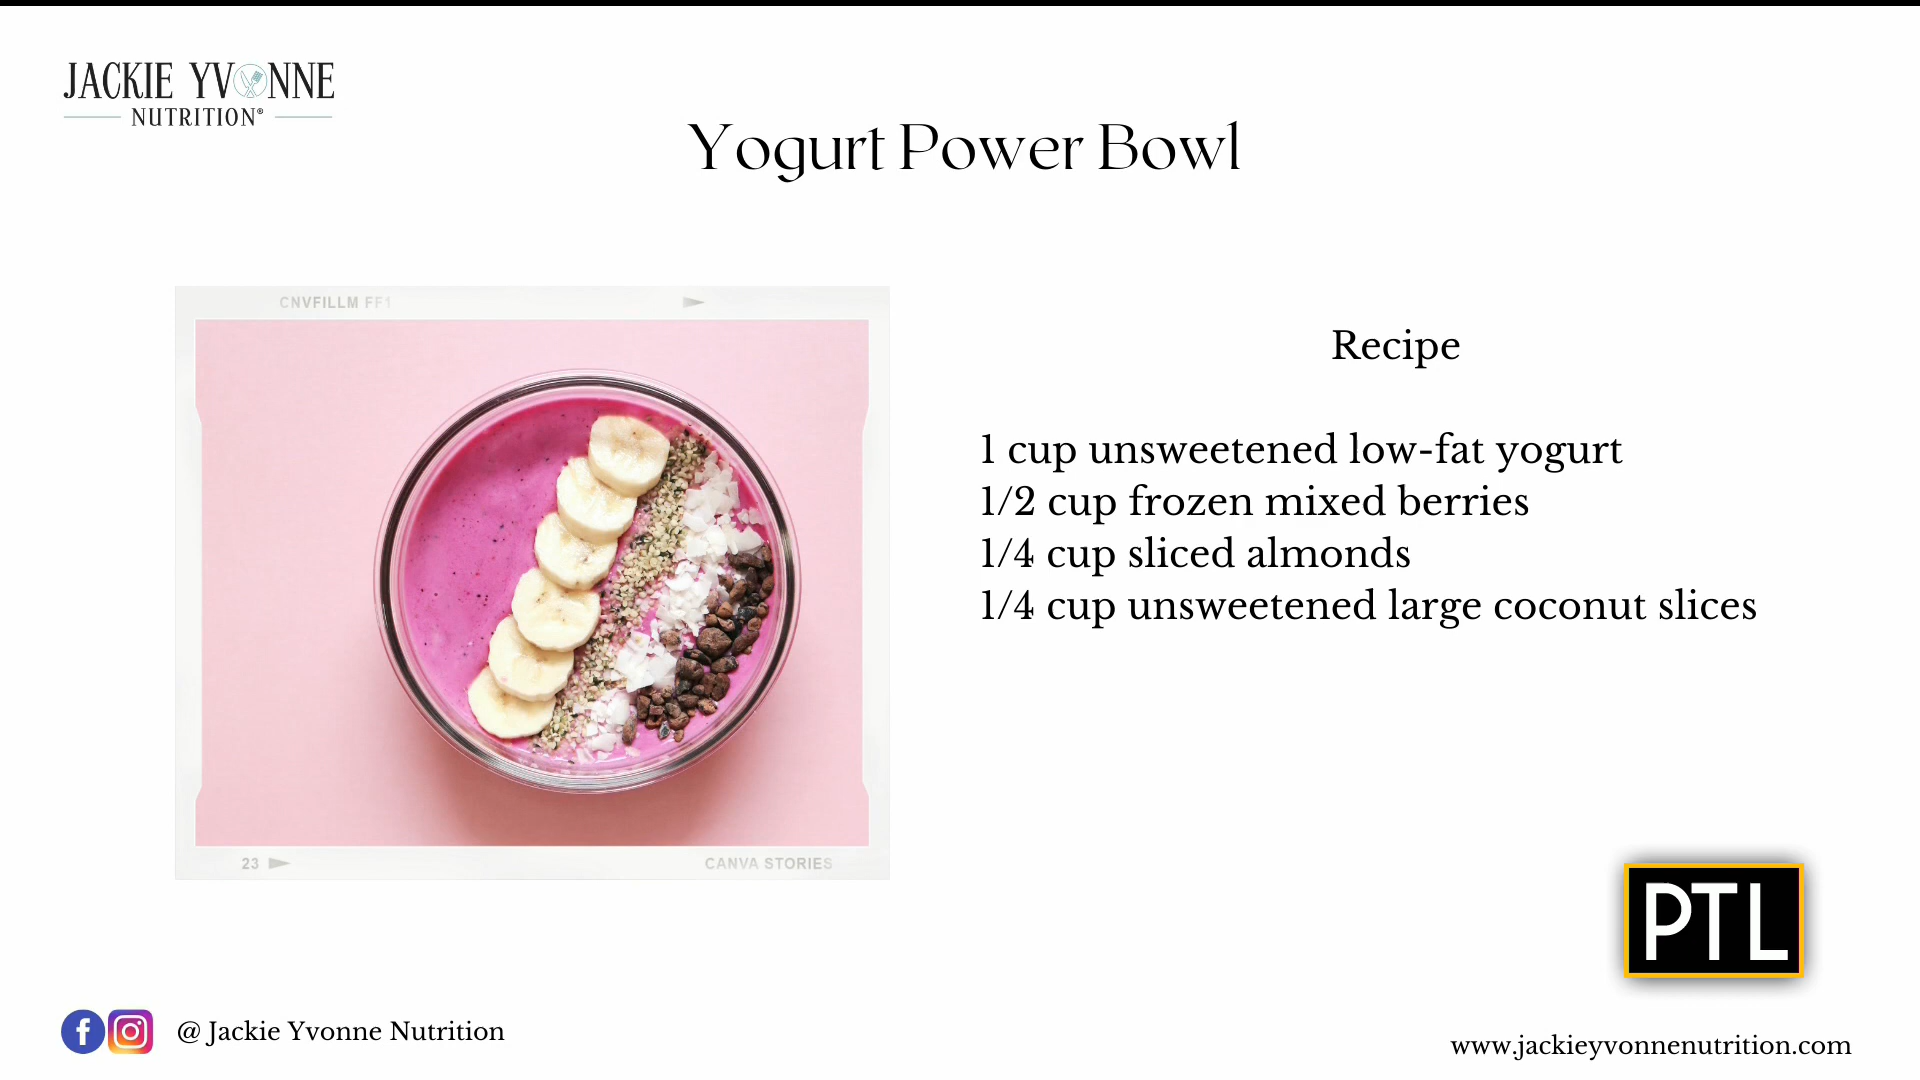 JACKIE YVONNE
NUTRITION®
Yogurt Power Bowl
CNVFILLM FF1
Recipe
1 cup unsweetened low-fat yogurt
1/2 cup frozen mixed berries
1/4 cup sliced almonds
1/4 cup unsweetened large coconut slices
23
CANVA STORIES
PTL
@ Jackie Yvonne Nutrition
www.jackieyvonnenutrition.com